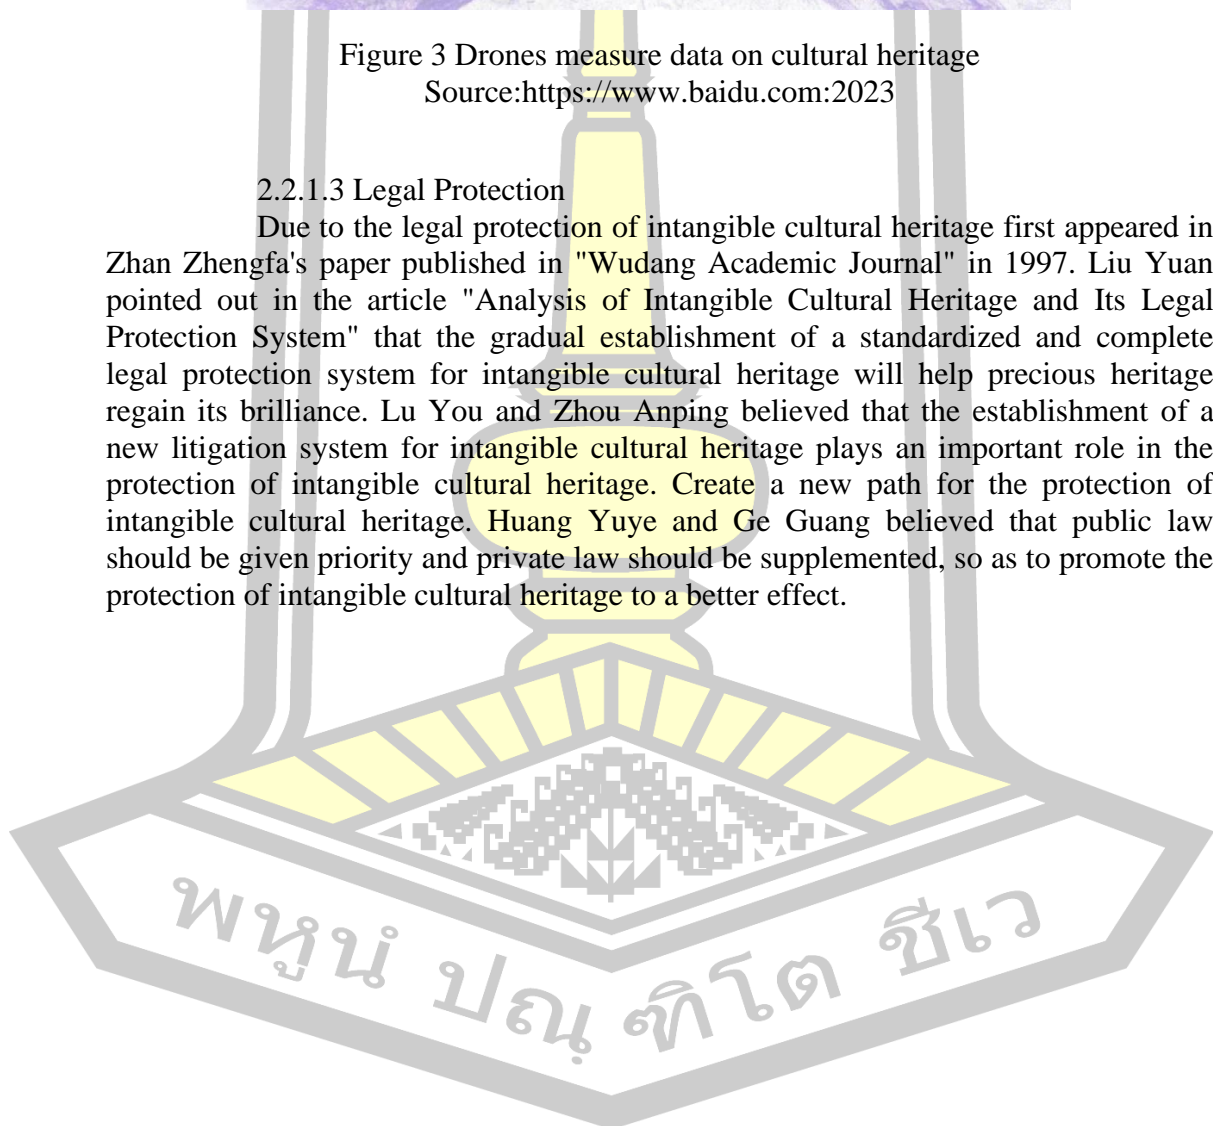 Figure 3 Drones measure data on cultural heritage
Source:https://www.baidu.com:2023
2.2.1.3 Legal Protection
Due to the legal protection of intangible cultural heritage first appeared in
Zhan Zhengfa's paper published in "Wudang Academic Journal" in 1997. Liu Yuan
pointed out in the article "Analysis of Intangible Cultural Heritage and Its Legal
Protection System" that the gradual establishment of a standardized and complete
legal protection system for intangible cultural heritage will help precious heritage
regain its brilliance. Lu You and Zhou Anping believed that the establishment of a
new litigation system for intangible cultural heritage plays an important role in the
protection of intangible cultural heritage. Create a new path for the protection of
intangible cultural heritage. Huang Yuye and Ge Guang believed that public law
should be given priority and private law should be supplemented, so as to promote the
protection of intangible cultural heritage to a better effect.
พหูนํ ปณฺฑิโต ชีเว